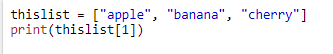 thislist = ["apple", "banana", "cherry"]
print(thislist[1])